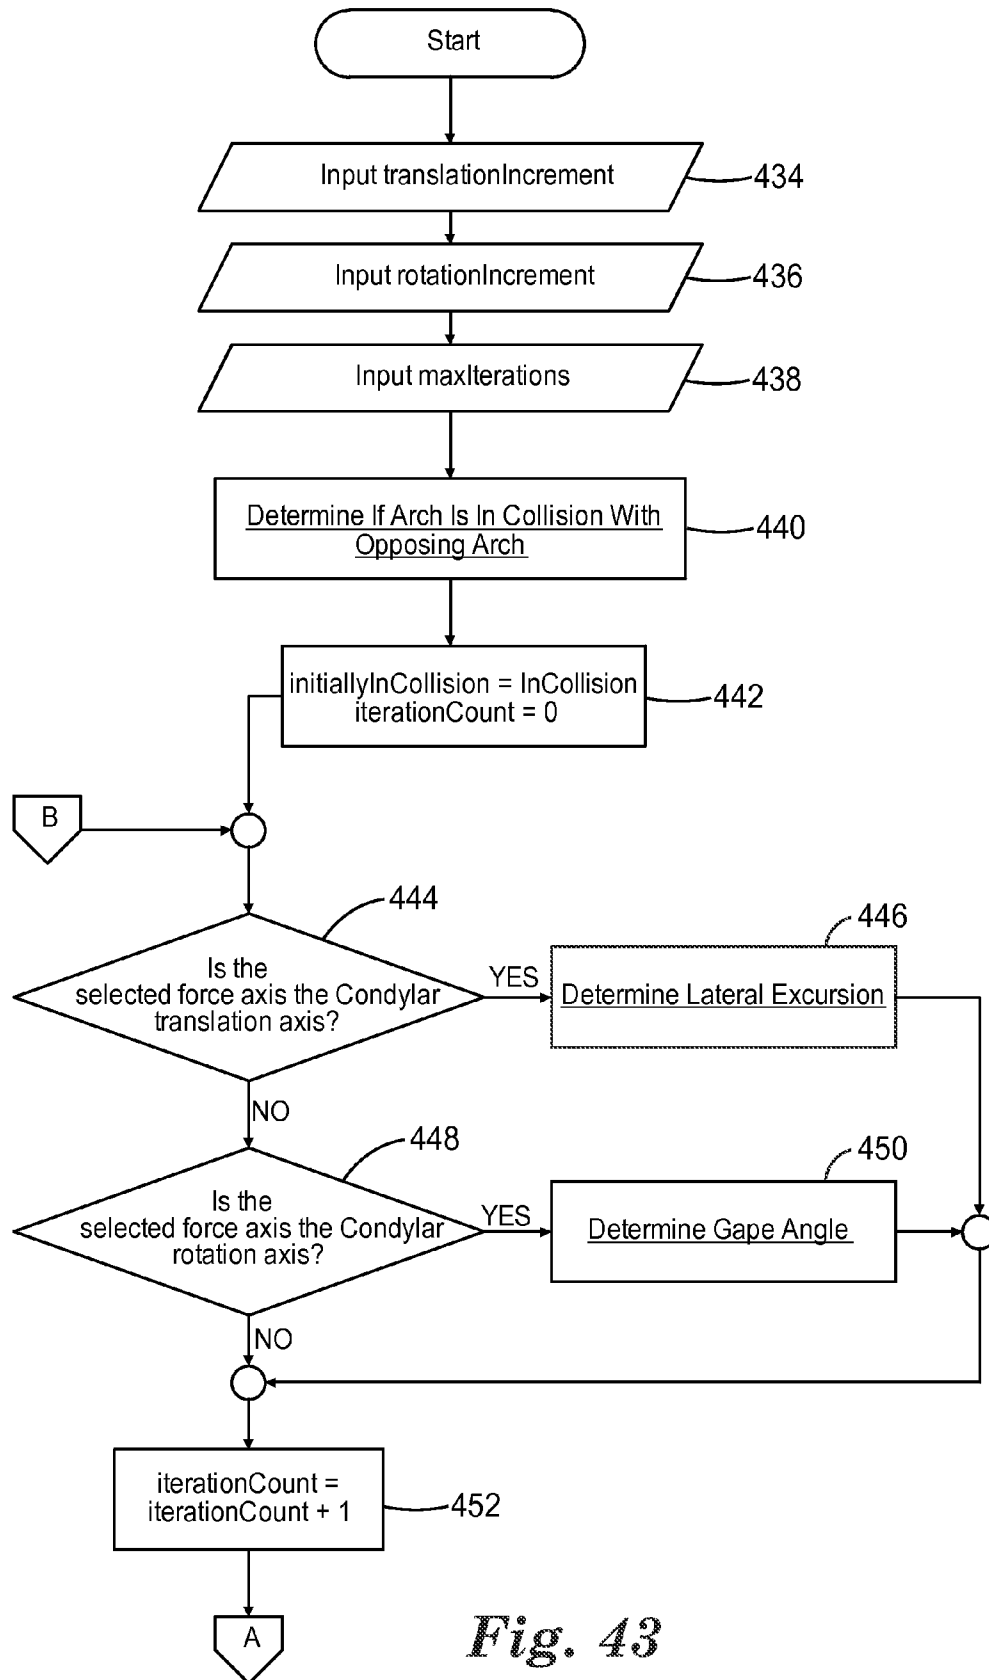 Start
Input translationIncrement
434
Input rotationIncrement
436
Input maxIterations
438
Determine If Arch Is In Collision With
Opposing Arch
440
initiallyInCollision = InCollision
iterationCount = 0
442
B
444
Is the
selected force axis the Condylar
translation axis?
YES
446
Determine Lateral Excursion
NO
448
Is the
selected force axis the Condylar
rotation axis?
YES
450
Determine Gape Angle
NO
iterationCount =
iterationCount + 1
452
A
Fig. 43